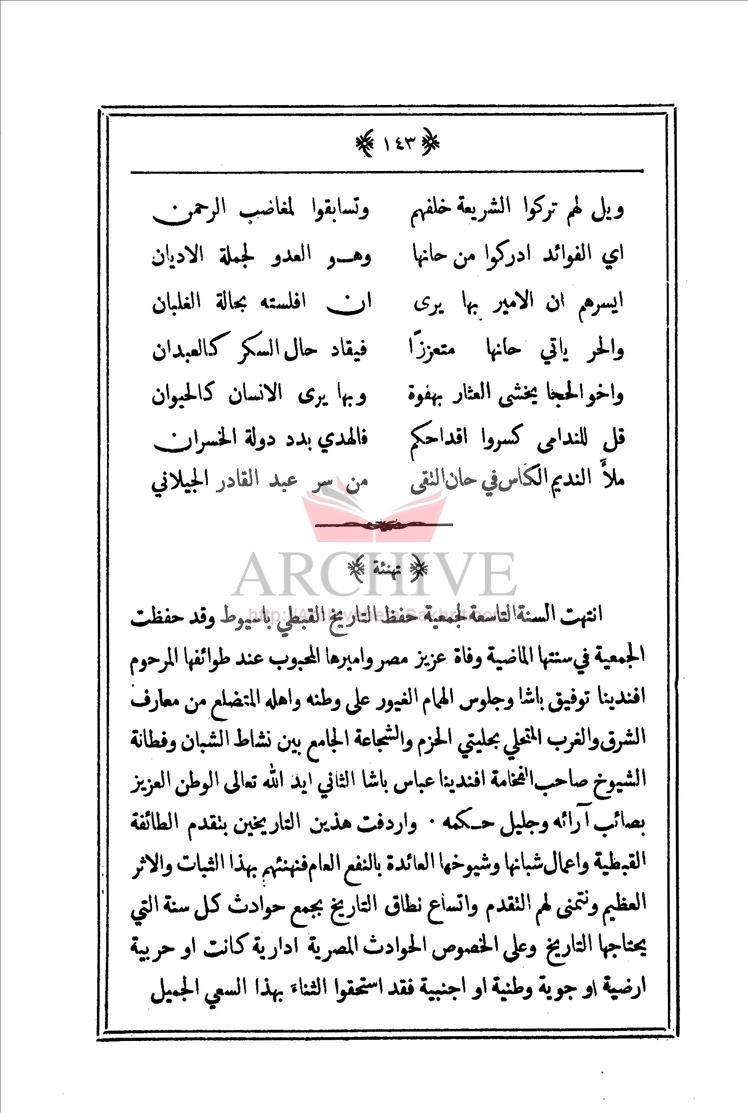 ١٤٣
ويل لهم تركوا الشريعة خلفهم وتسابقوا لمغاضب الرحمن
اي الفوائد ادركوا من حانها وهو العدو لجملة الاديان
ايسرهم ان الامير بها يرى ان افلسته بحالة الغلبان
والحر ياتي حانها متعززًا فيقاد حال السكر كالعبدان
واخو الحجا يخشى العثار بهفوة وبها يرى الانسان كالحيوان
قل للندامى كسروا اقداحكم فالهدي بدد دولة الخسران
ملأ النديم الكاس في حان التقى من سر عبد القادر الجيلاني
ARCHIVE
تهنئة
انتهت السنة التاسعة لجمعية حفظ التاريخ القبطي باسيوط وقد حفظت
الجمعية في سنتها الماضية وفاة عزيز مصر واميرها المحبوب عند طوائفها المرحوم
افندينا توفيق باشا وجلوس الهمام الغيور على وطنه واهله المتضلع من معارف
الشرق والغرب المتحلي بحليتي الحزم والشجاعة الجامع بين نشاط الشبان وفطانة
الشيوخ صاحب الفخامة افندينا عباس باشا الثاني ايد الله تعالى الوطن العزيز
بصائب آرائه وجليل حكمه . واردفت هذين التاريخين بتقدم الطائفة
القبطية واعمال شبانها وشيوخها العائدة بالنفع العام فنهنئهم بهذا الثبات والاثر
العظيم ونتمنى لهم التقدم واتساع نطاق التاريخ بجمع حوادث كل سنة التي
يحتاجها التاريخ وعلى الخصوص الحوادث المصرية ادارية كانت او حربية
ارضية او جوية وطنية او اجنبية فقد استحقوا الثناء بهذا السعي الجميل